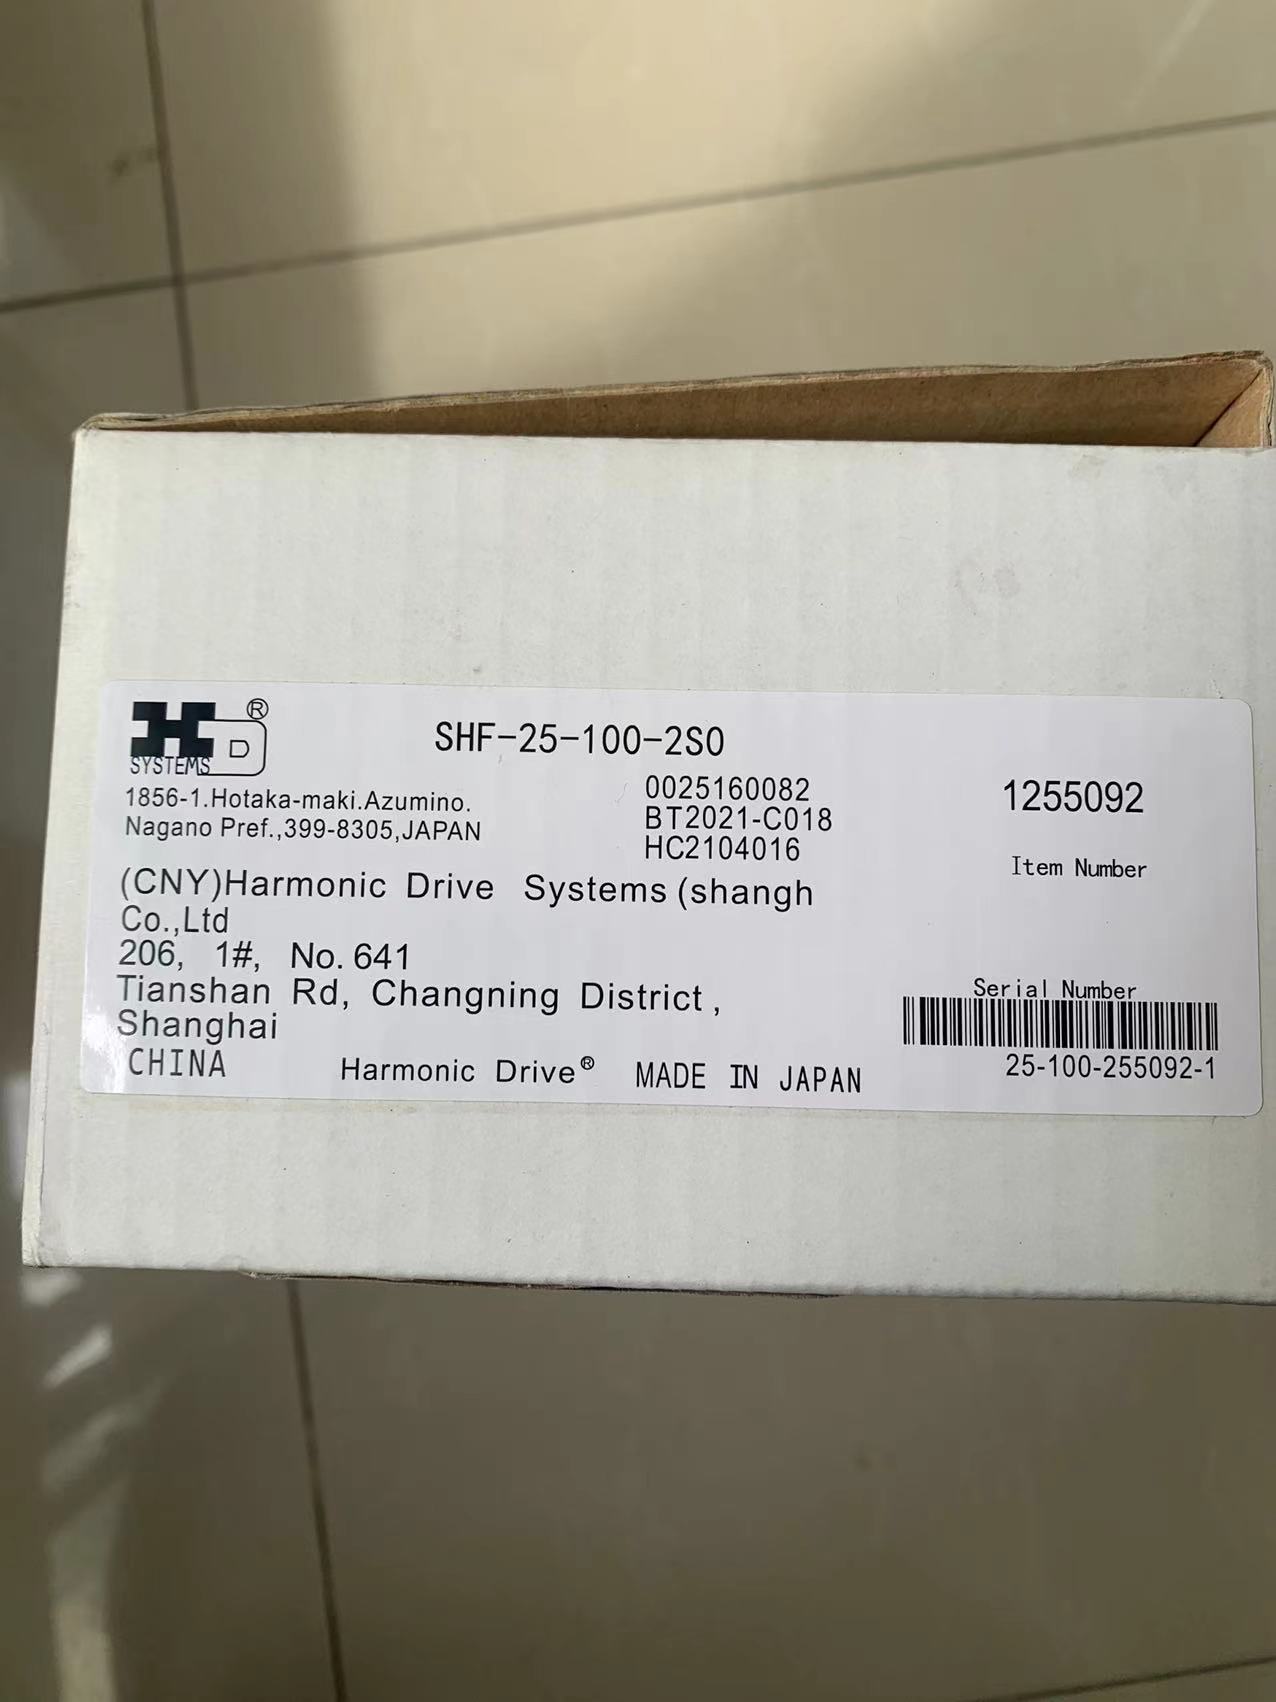 H D ®
SYSTEMS
SHF-25-100-2SO
1856-1.Hotaka-maki.Azumino.
Nagano Pref.,399-8305,JAPAN
0025160082
BT2021-C018
HC2104016
1255092
Item Number
(CNY)Harmonic Drive Systems(shangh
Co.,Ltd
206, 1#, No.641
Tianshan Rd, Changning District,
Shanghai
CHINA
Harmonic Drive® MADE IN JAPAN
Serial Number
25-100-255092-1